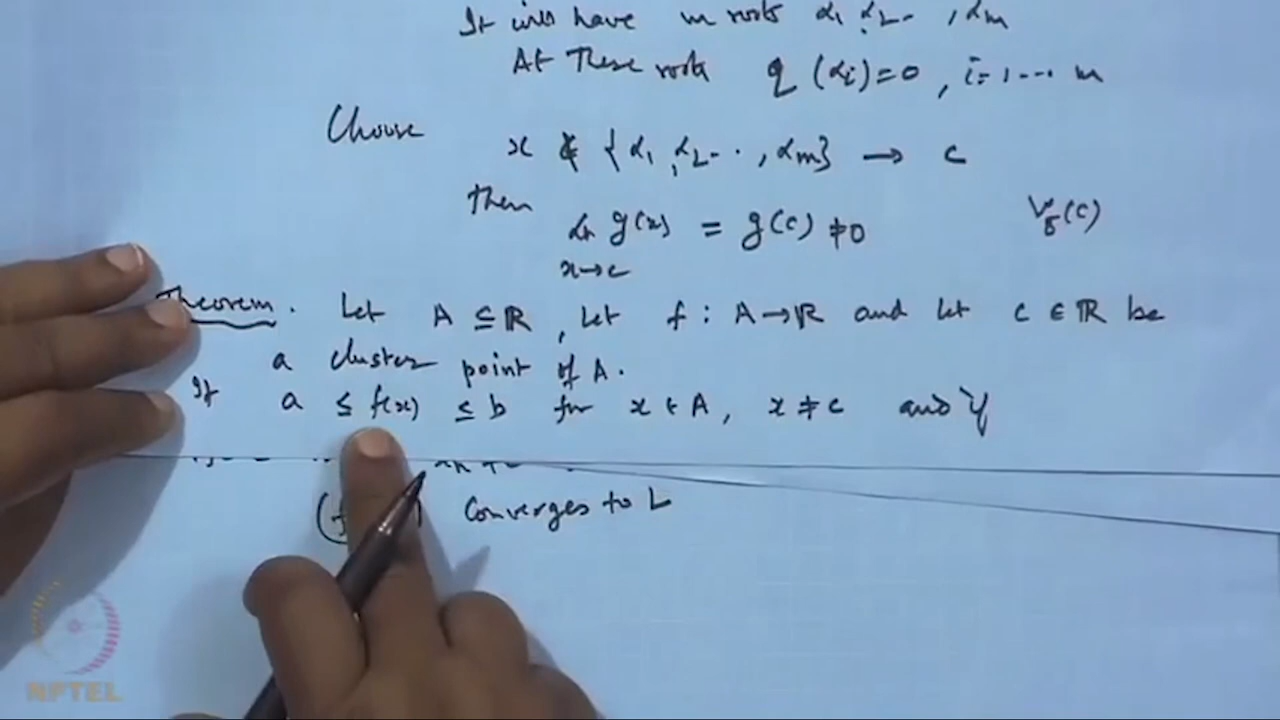 It will have m roots α1, α2.. , αm
At These roots q (αi)=0 , i=1--- m
Choose x ∉ {α1, α2-.. , αm} → c
then Lt g(x) = g(c) ≠0 Vδ(c)
x→c
Theorem. Let A ⊆ ℝ, Let f : A→ℝ and let c ∈ ℝ be
a cluster point of A.
If a ≤ f(x) ≤ b for x ∈ A, x ≠ c and if
Converges to L
NPTEL